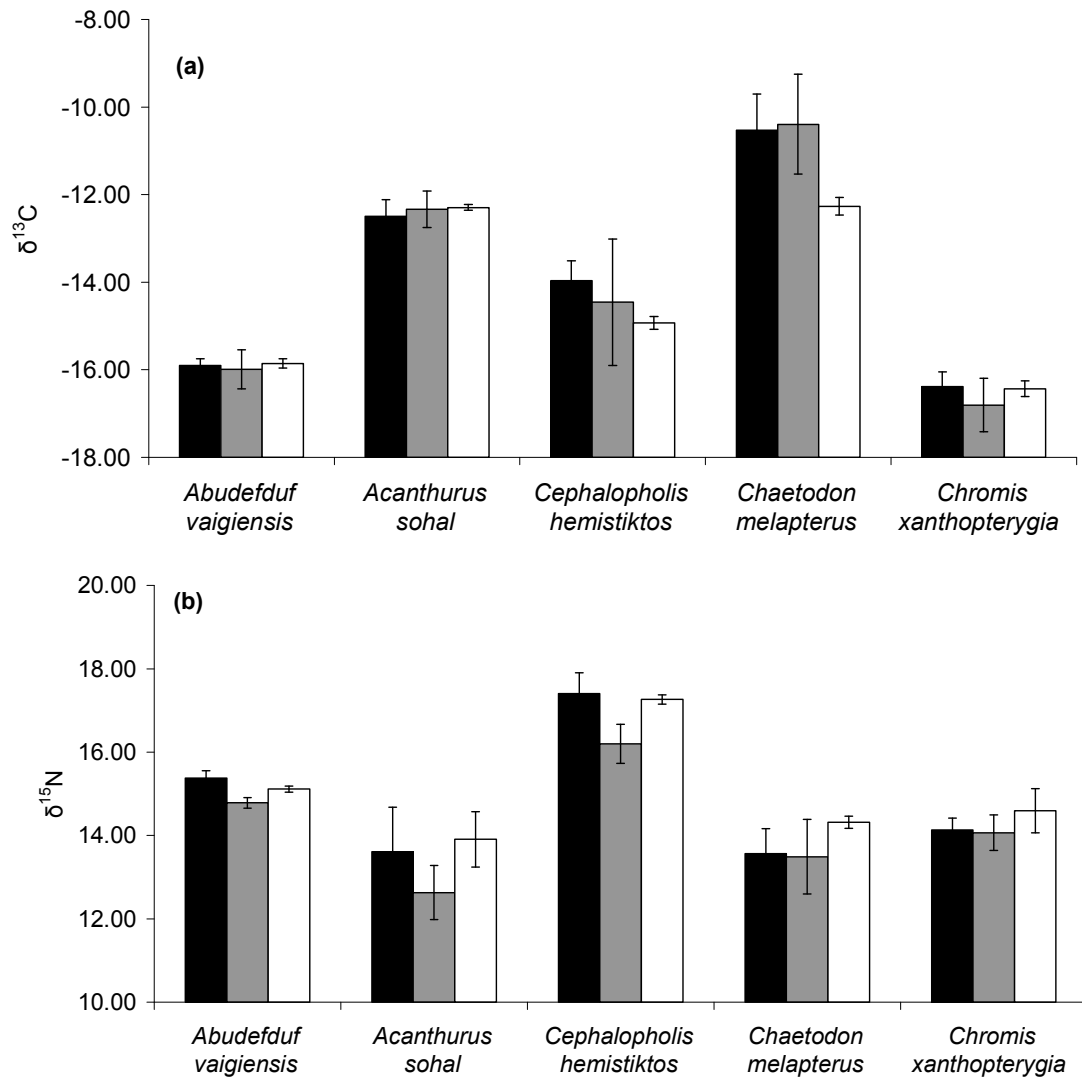 (a)
δ13C
-8.00
-10.00
-12.00
-14.00
-16.00
-18.00
Abudefduf vaigiensis
Acanthurus sohal
Cephalopholis hemistiktos
Chaetodon melapterus
Chromis xanthopterygia
(b)
δ15N
20.00
18.00
16.00
14.00
12.00
10.00
Abudefduf vaigiensis
Acanthurus sohal
Cephalopholis hemistiktos
Chaetodon melapterus
Chromis xanthopterygia